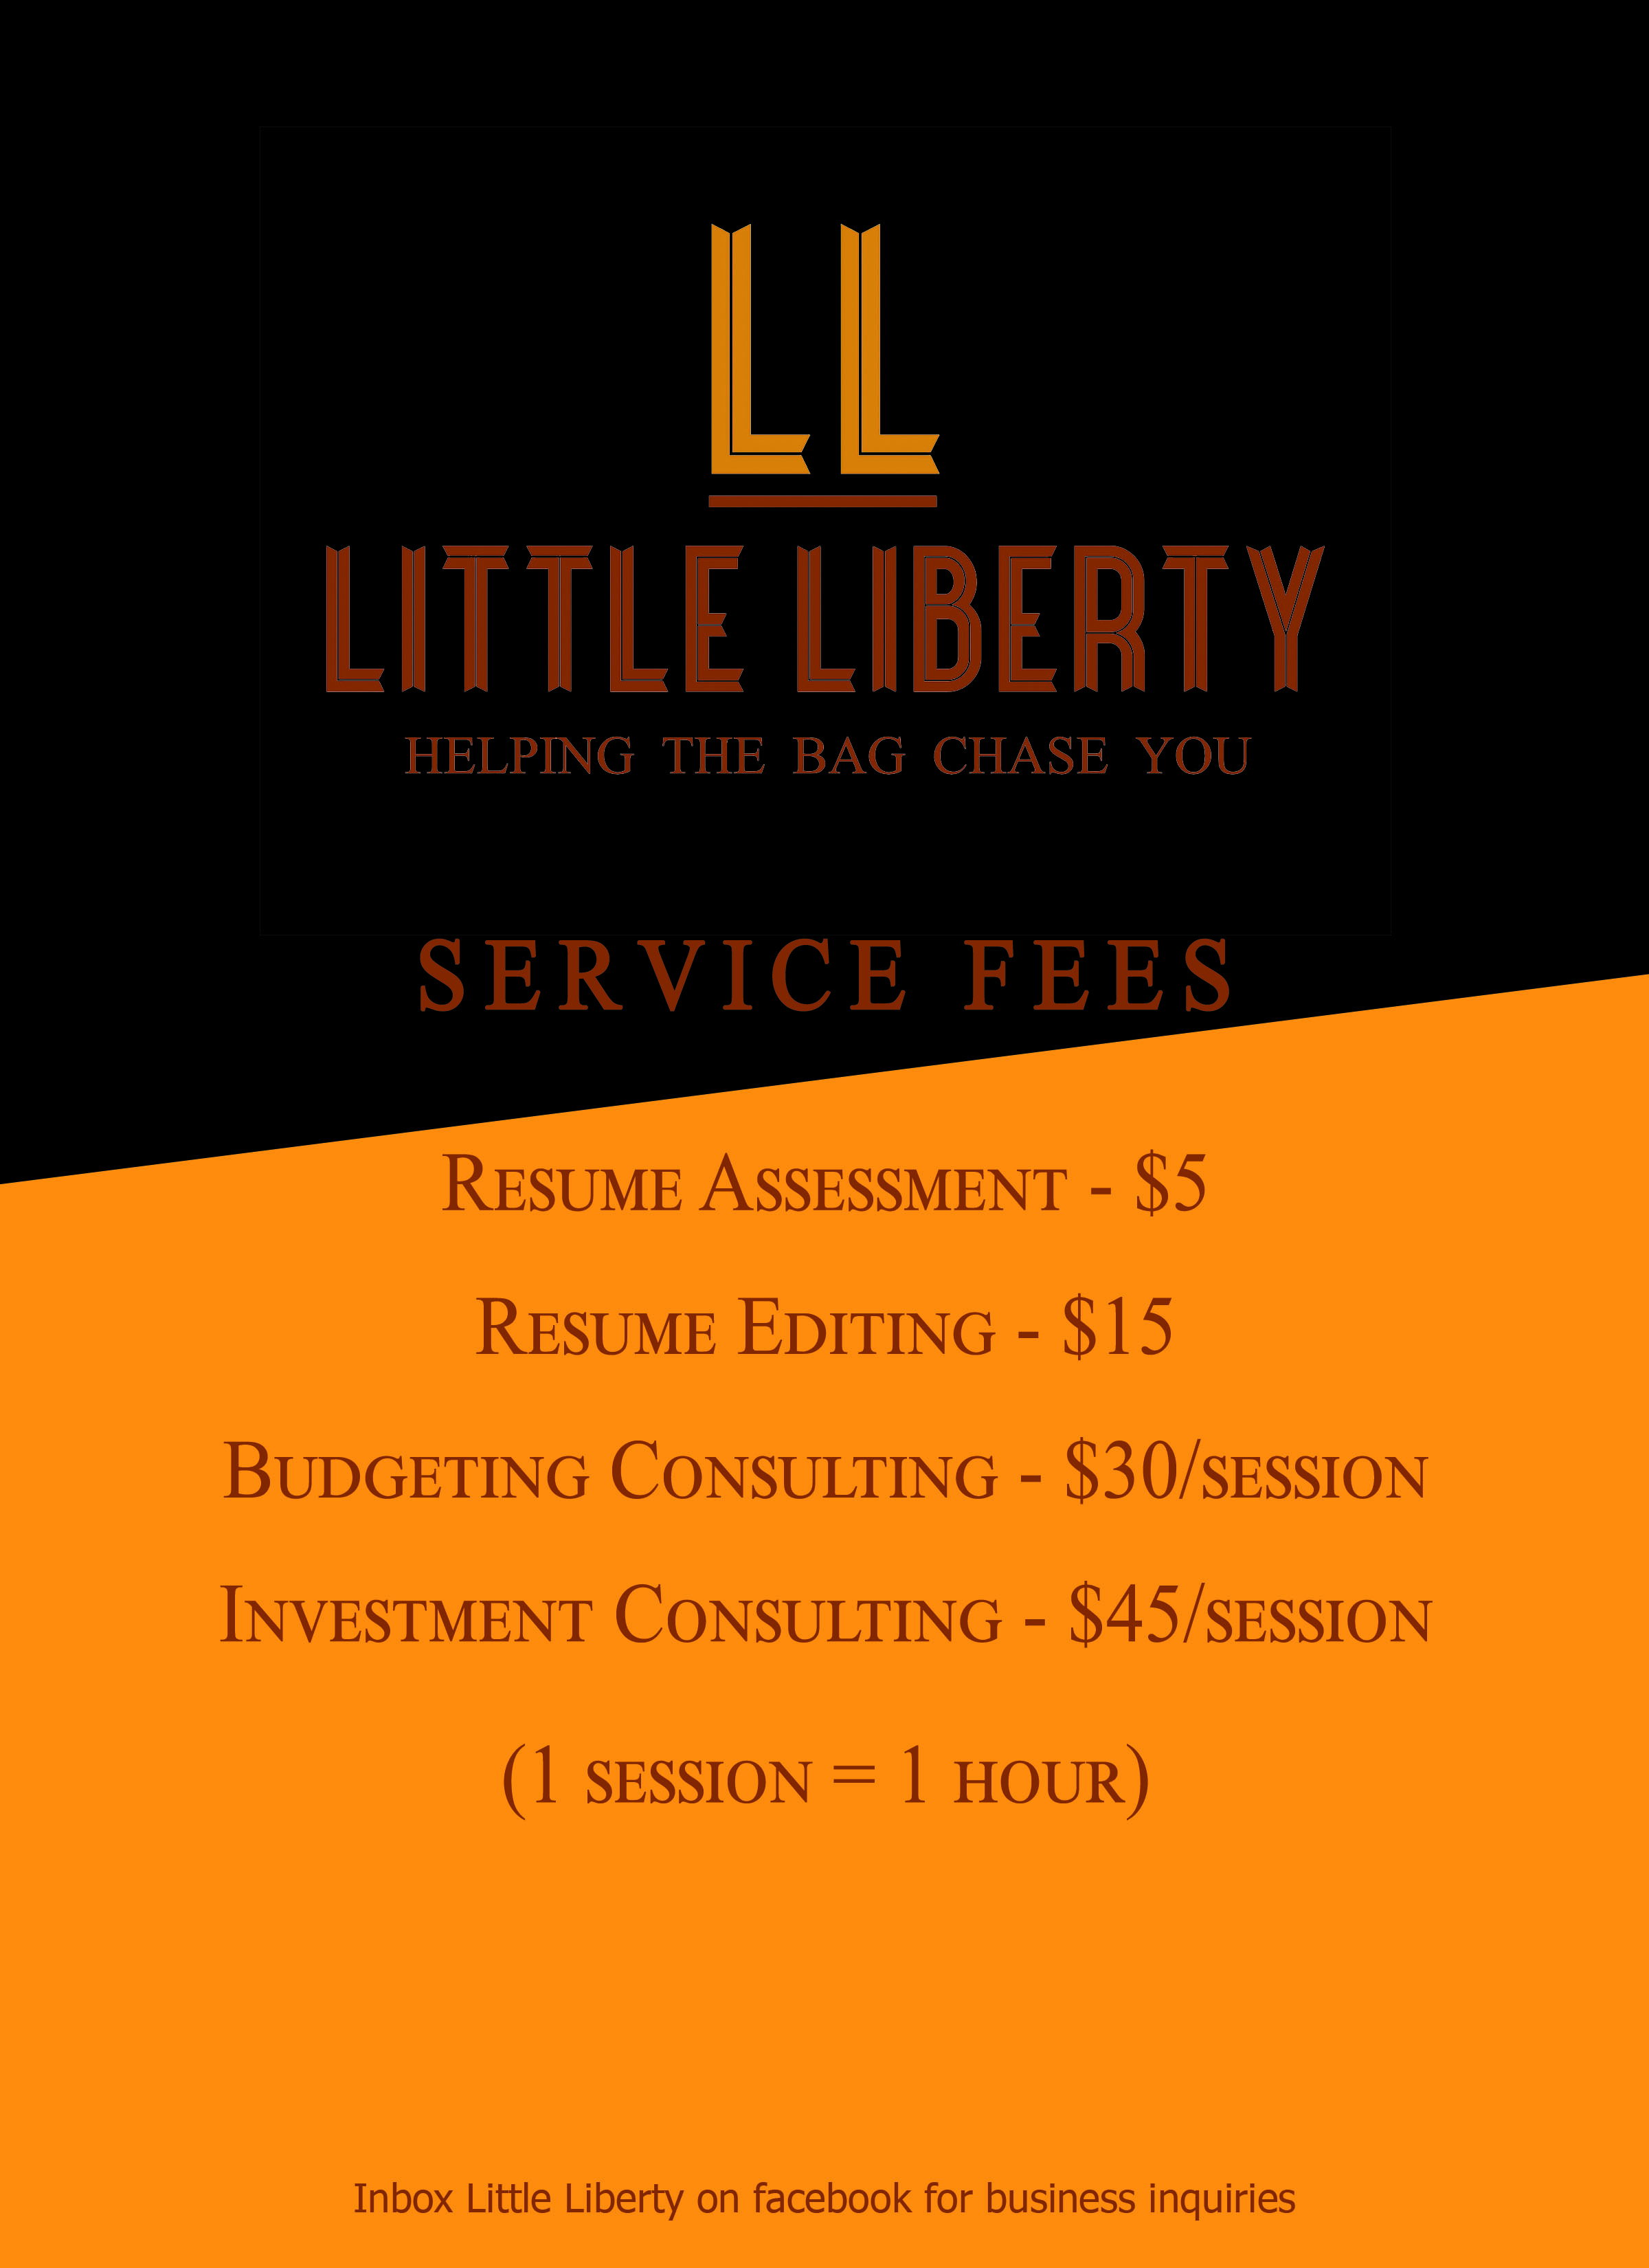 LL
LITTLE LIBERTY
HELPING THE BAG CHASE YOU
SERVICE FEES
Resume Assessment - $5
Resume Editing - $15
Budgeting Consulting - $30/session
Investment Consulting - $45/session
(1 session = 1 hour)
Inbox Little Liberty on facebook for business inquiries